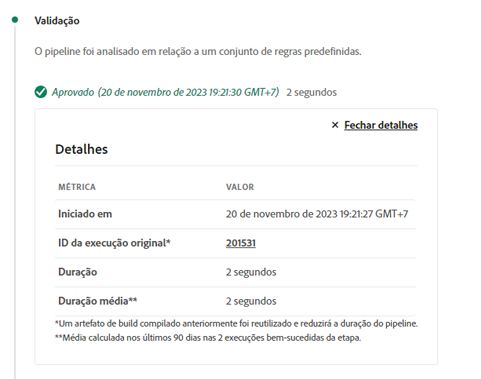 Validação
O pipeline foi analisado em relação a um conjunto de regras predefinidas.
Aprovado (20 de novembro de 2023 19:21:30 GMT+7) 2 segundos
× Fechar detalhes
Detalhes
MÉTRICA VALOR
Iniciado em 20 de novembro de 2023 19:21:27 GMT+7
ID da execução original* 201531
Duração 2 segundos
Duração média** 2 segundos
*Um artefato de build compilado anteriormente foi reutilizado e reduzirá a duração do pipeline.
**Média calculada nos últimos 90 dias nas 2 execuções bem-sucedidas da etapa.